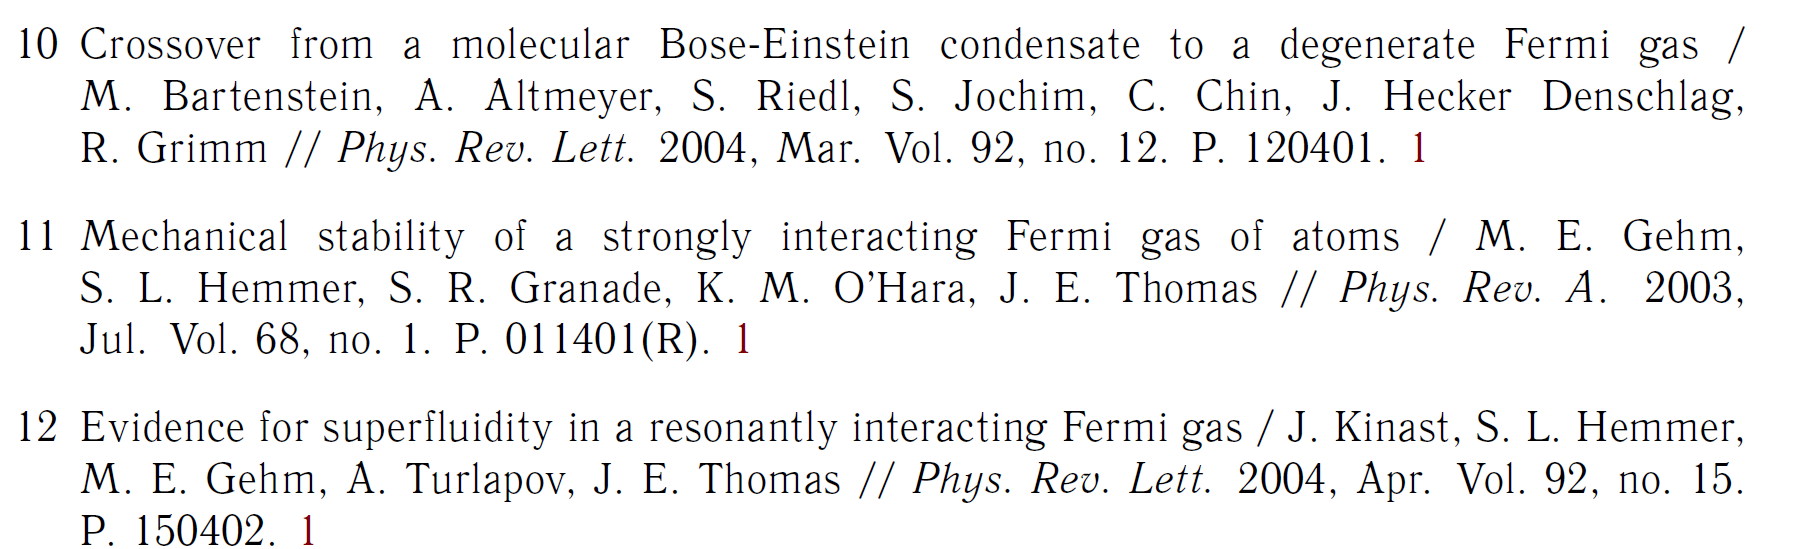 10 Crossover from a molecular Bose-Einstein condensate to a degenerate Fermi gas /
M. Bartenstein, A. Altmeyer, S. Riedl, S. Jochim, C. Chin, J. Hecker Denschlag,
R. Grimm // Phys. Rev. Lett. 2004, Mar. Vol. 92, no. 12. P. 120401. 1
11 Mechanical stability of a strongly interacting Fermi gas of atoms / M. E. Gehm,
S. L. Hemmer, S. R. Granade, K. M. O’Hara, J. E. Thomas // Phys. Rev. A. 2003,
Jul. Vol. 68, no. 1. P. 011401(R). 1
12 Evidence for superfluidity in a resonantly interacting Fermi gas / J. Kinast, S. L. Hemmer,
M. E. Gehm, A. Turlapov, J. E. Thomas // Phys. Rev. Lett. 2004, Apr. Vol. 92, no. 15.
P. 150402. 1